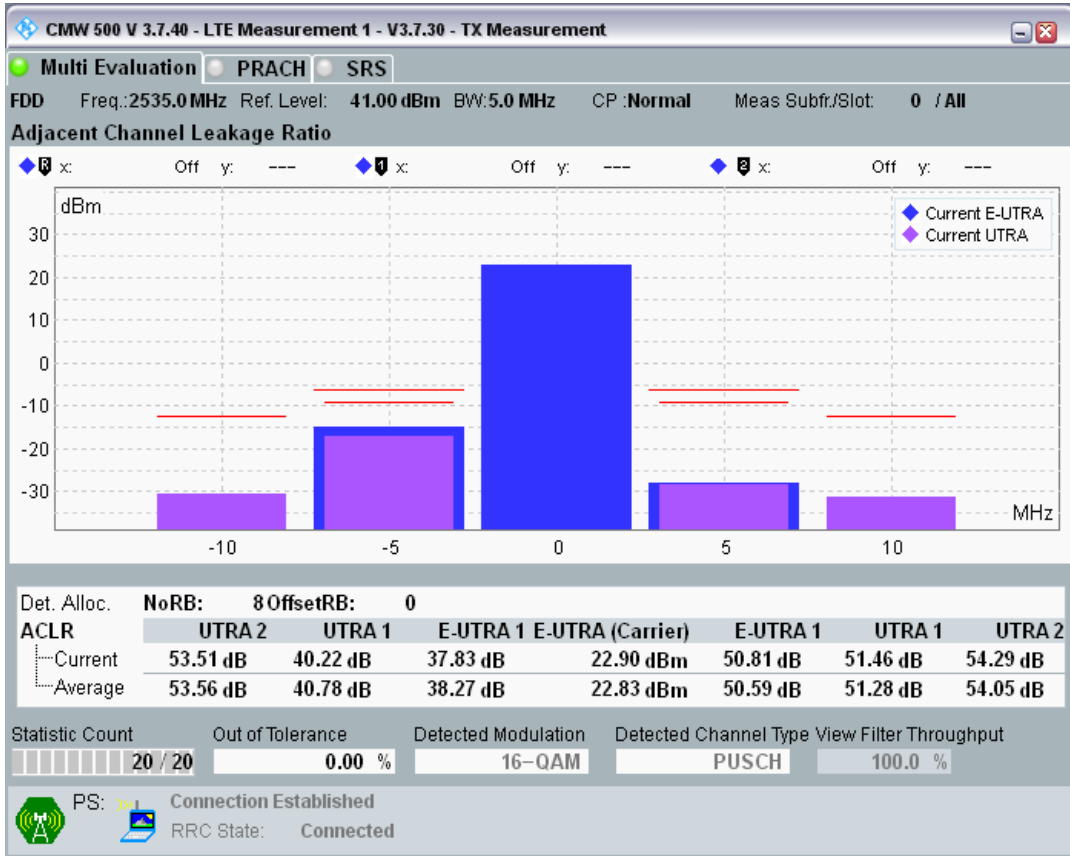 CMW 500 V 3.7.40 - LTE Measurement 1 - V3.7.30 - TX Measurement
Multi Evaluation PRACH SRS
FDD Freq.:2535.0 MHz Ref. Level: 41.00 dBm BW:5.0 MHz CP :Normal Meas Subfr./Slot: 0 / All
Adjacent Channel Leakage Ratio
R x: Off y: --- 1 x: Off y: --- 2 x: Off y: ---
dBm
Current E-UTRA
Current UTRA
30
20
10
0
-10
-20
-30
MHz
-10 -5 0 5 10
Det. Alloc. NoRB: 8 OffsetRB: 0
ACLR UTRA 2 UTRA 1 E-UTRA 1 E-UTRA (Carrier) E-UTRA 1 UTRA 1 UTRA 2
Current 53.51 dB 40.22 dB 37.83 dB 22.90 dBm 50.81 dB 51.46 dB 54.29 dB
Average 53.56 dB 40.78 dB 38.27 dB 22.83 dBm 50.59 dB 51.28 dB 54.05 dB
Statistic Count Out of Tolerance Detected Modulation Detected Channel Type View Filter Throughput
20 / 20 0.00 % 16-QAM PUSCH 100.0 %
PS: Connection Established
RRC State: Connected